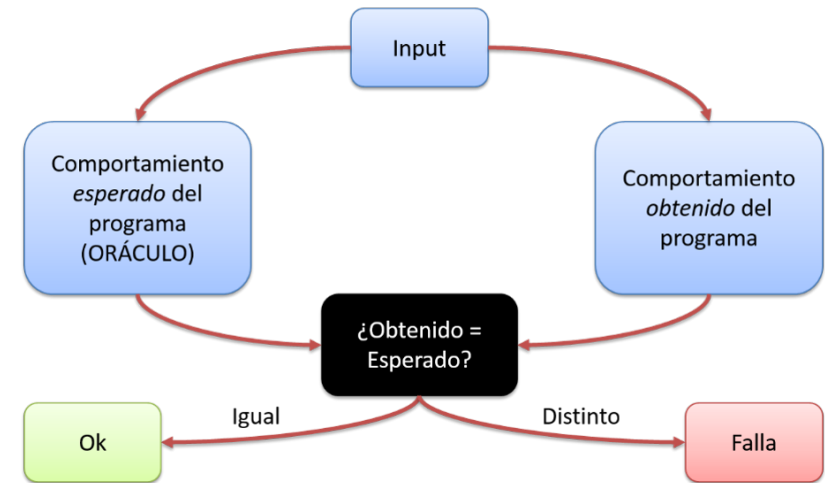 Input
Comportamiento
esperado del
programa
(ORÁCULO)
Comportamiento
obtenido del
programa
¿Obtenido =
Esperado?
Igual
Distinto
Ok
Falla